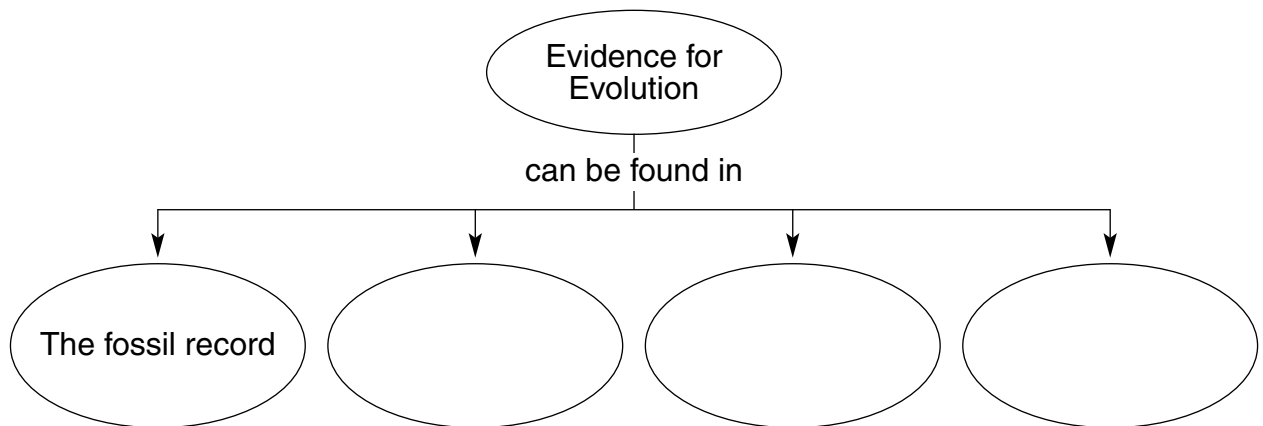 Evidence for
Evolution
can be found in
The fossil record